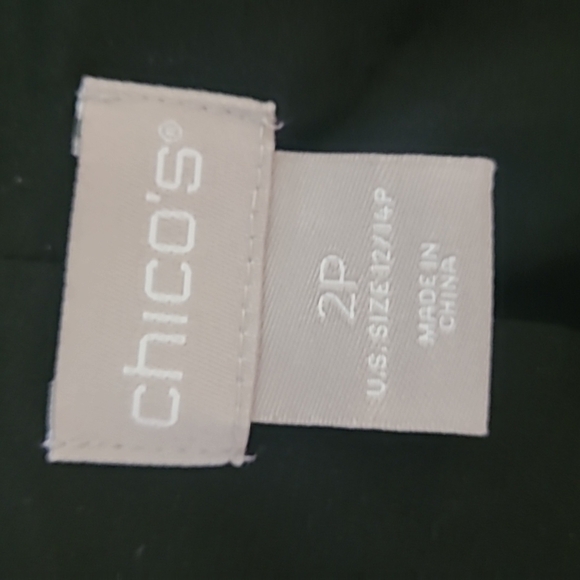 chico's®
2P
U.S. SIZE 12/14P
MADE IN
CHINA